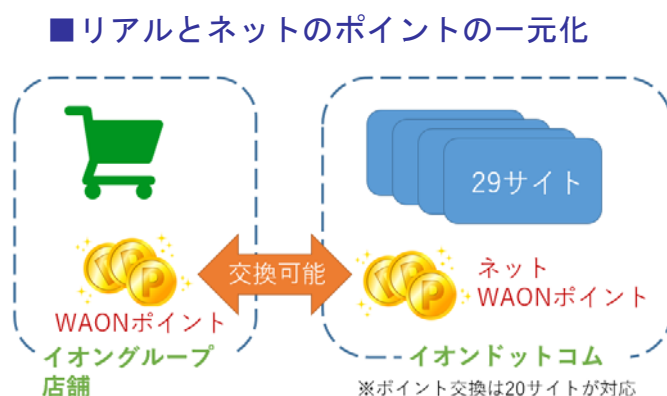 ■リアルとネットのポイントの一元化
29サイト
交換可能
ネット
WAONポイント
WAONポイント
イオングループ
店舗
イオンドットコム
※ポイント交換は20サイトが対応